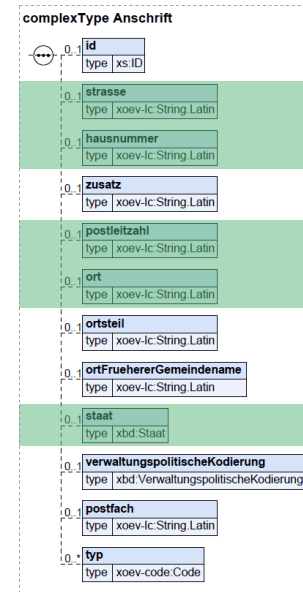 complexType Anschrift
0..1 id
type xs:ID
0..1 strasse
type xoev-lc:String.Latin
0..1 hausnummer
type xoev-lc:String.Latin
0..1 zusatz
type xoev-lc:String.Latin
0..1 postleitzahl
type xoev-lc:String.Latin
0..1 ort
type xoev-lc:String.Latin
0..1 ortsteil
type xoev-lc:String.Latin
0..1 ortFruehererGemeindename
type xoev-lc:String.Latin
0..1 staat
type xbd:Staat
0..1 verwaltungspolitischeKodierung
type xbd:VerwaltungspolitischeKodierung
0..1 postfach
type xoev-lc:String.Latin
0..* typ
type xoev-code:Code